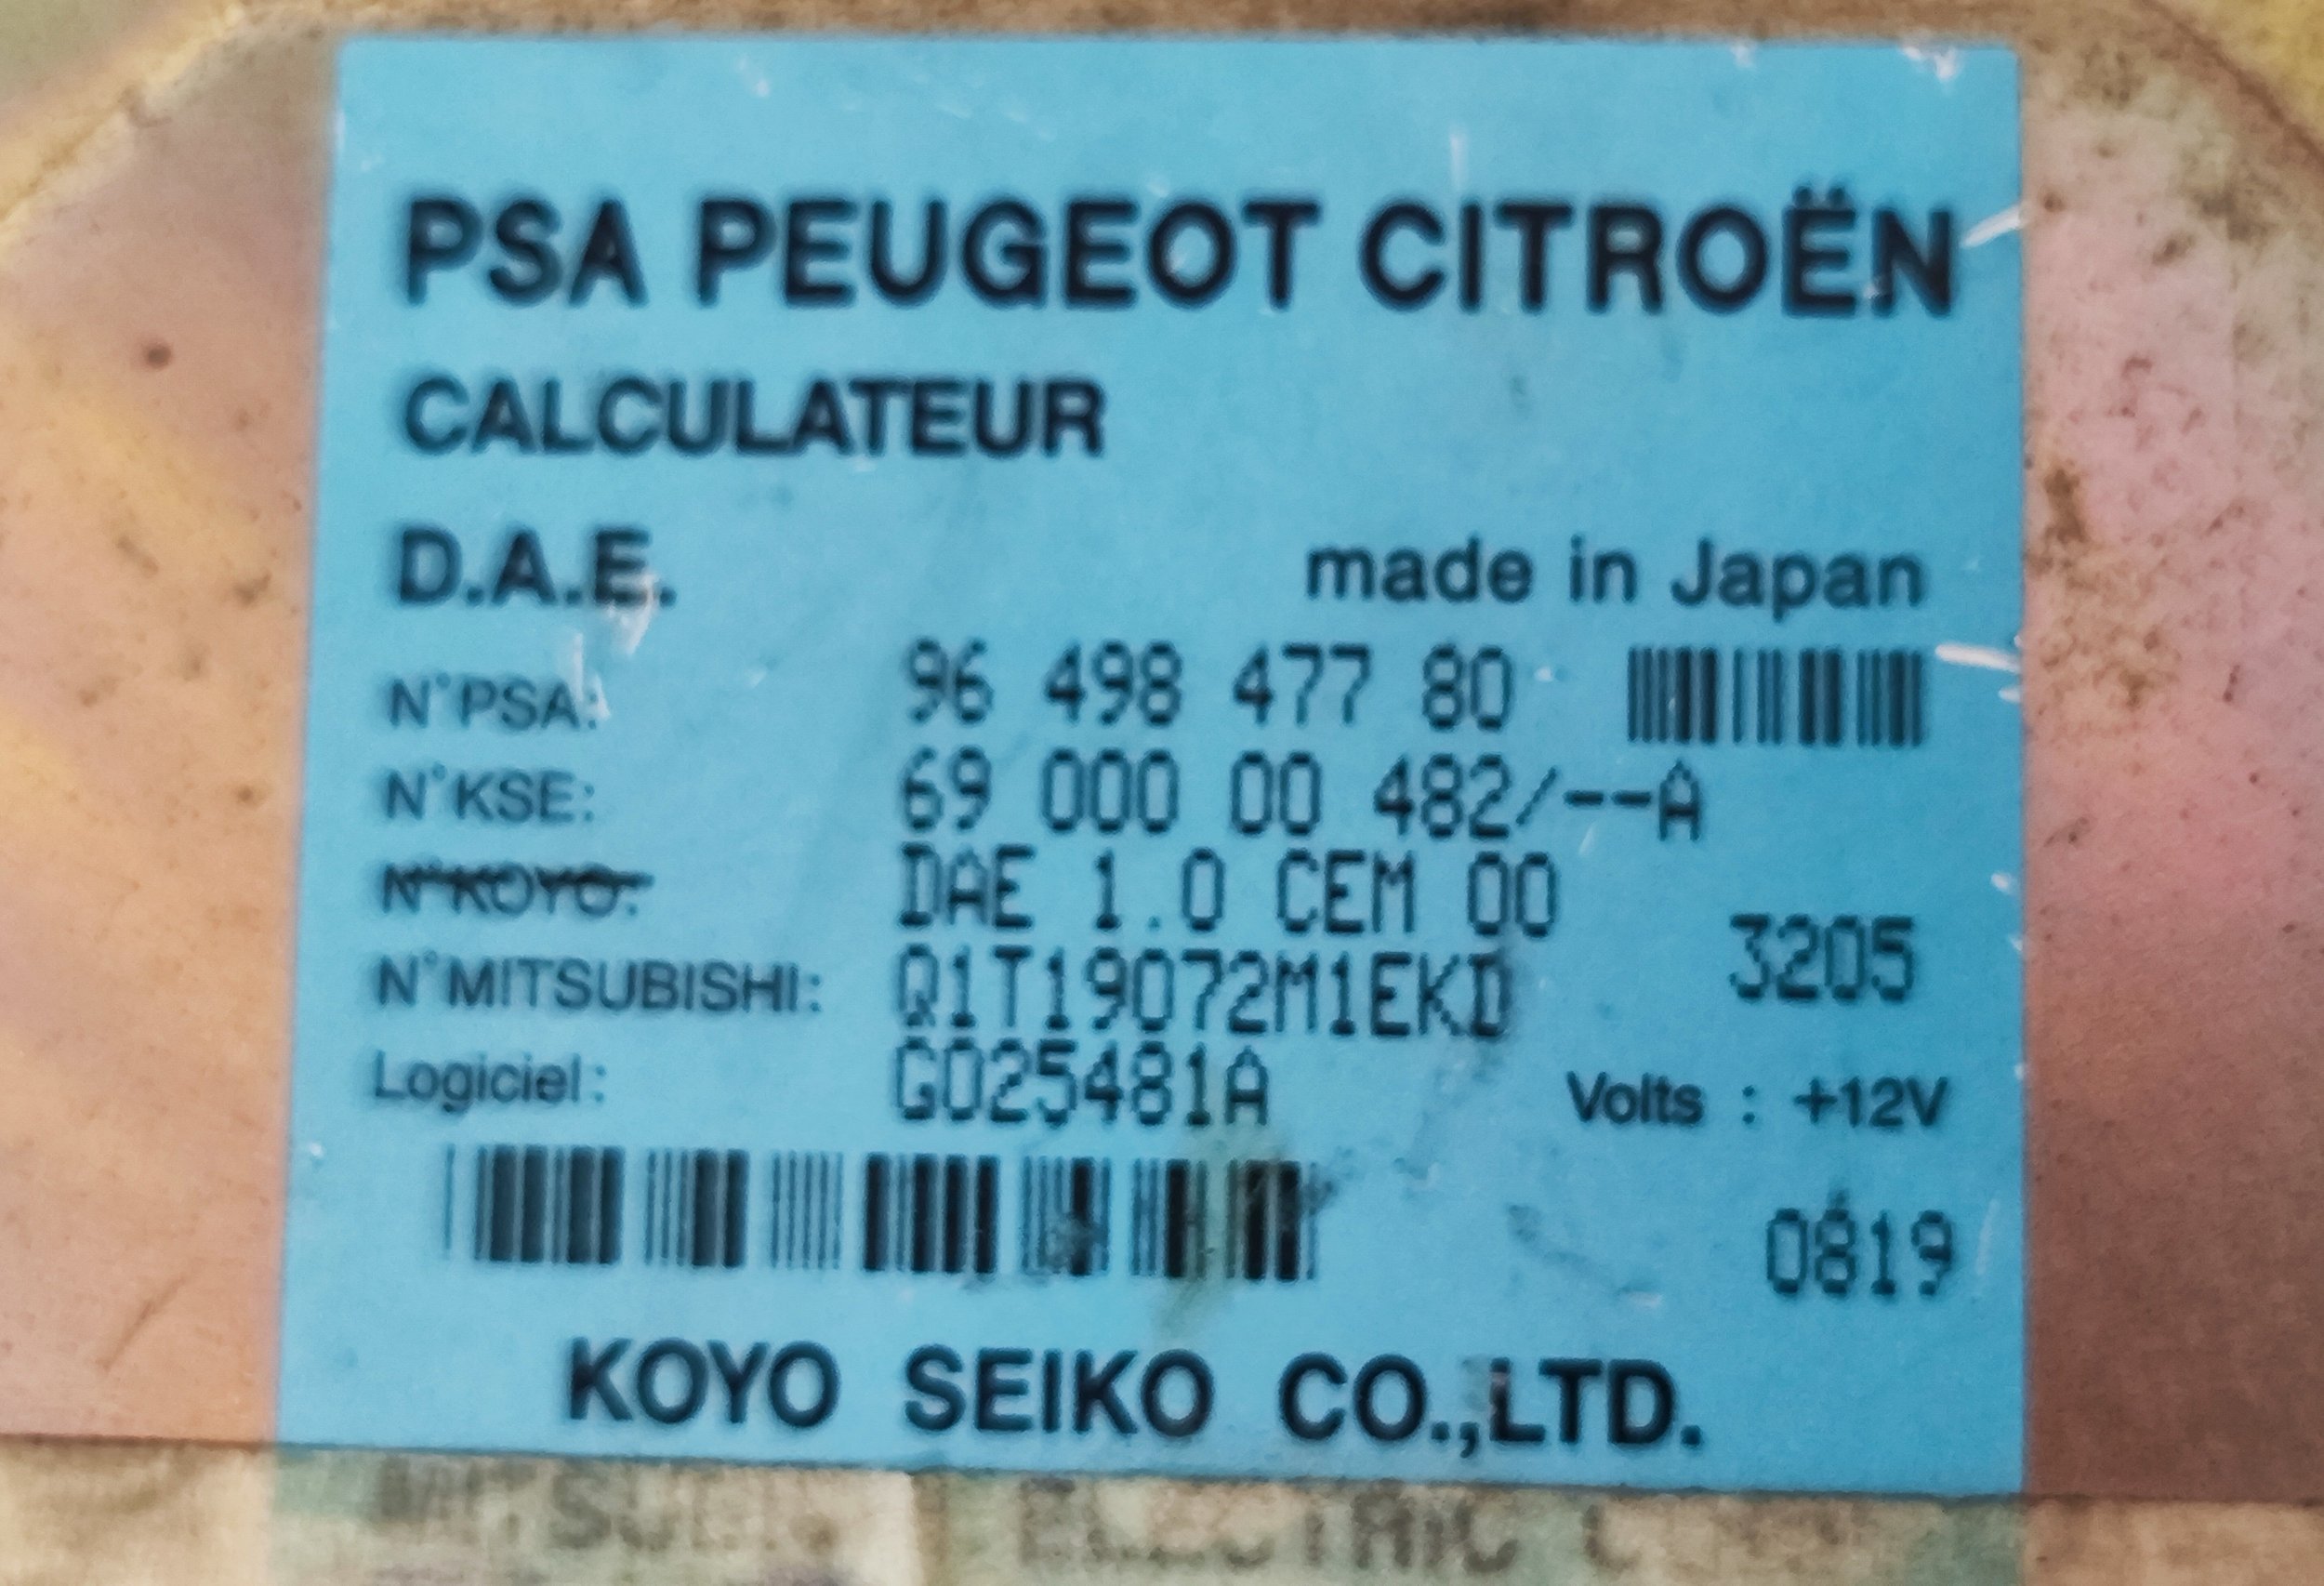 PSA PEUGEOT CITROËN
CALCULATEUR
D.A.E. made in Japan
N°PSA: 96 498 477 80
N°KSE: 69 000 00 482/--A
N°KOYO: DAE 1.0 CEM 00
3205
N°MITSUBISHI: Q1T19072M1EKD
Logiciel: G025481A Volts : +12V
0819
KOYO SEIKO CO.,LTD.
ELECTRIC